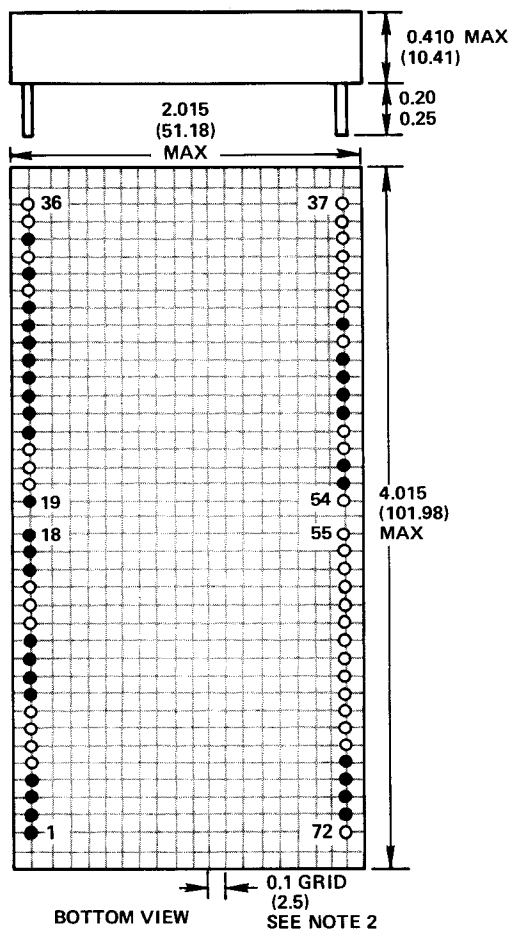 0.410 MAX
(10.41)
0.20
0.25
2.015
(51.18)
MAX
36
37
19
54
4.015
(101.98)
MAX
18
55
1
72
0.1 GRID
(2.5)
BOTTOM VIEW
SEE NOTE 2